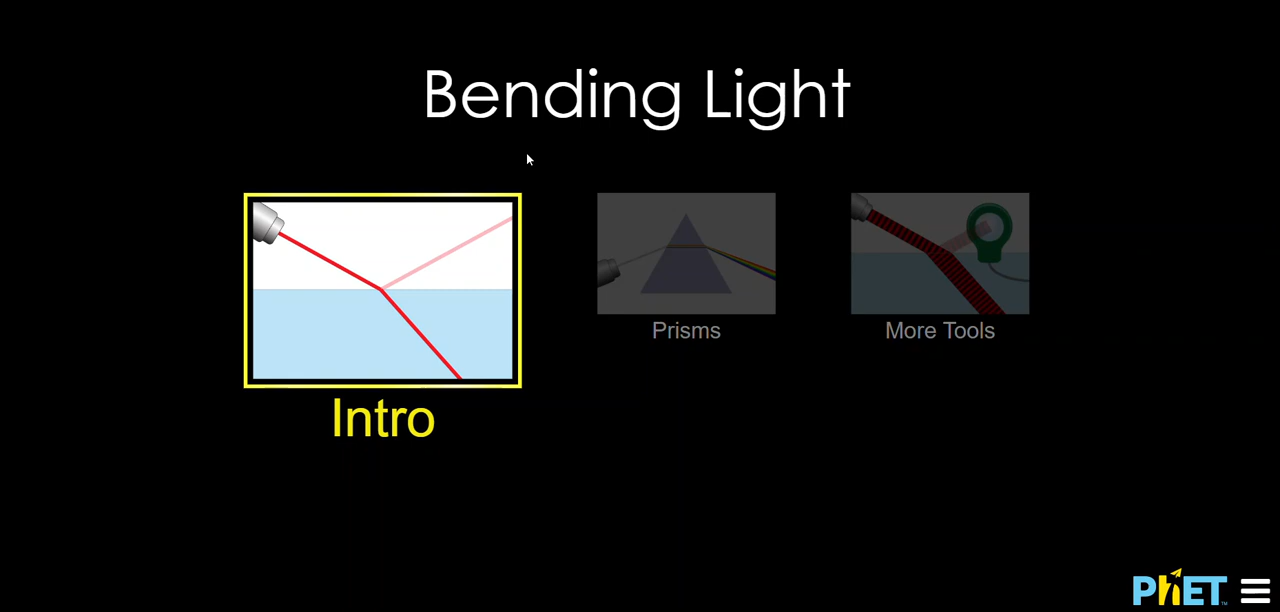 Bending Light
Intro
Prisms
More Tools
PhET